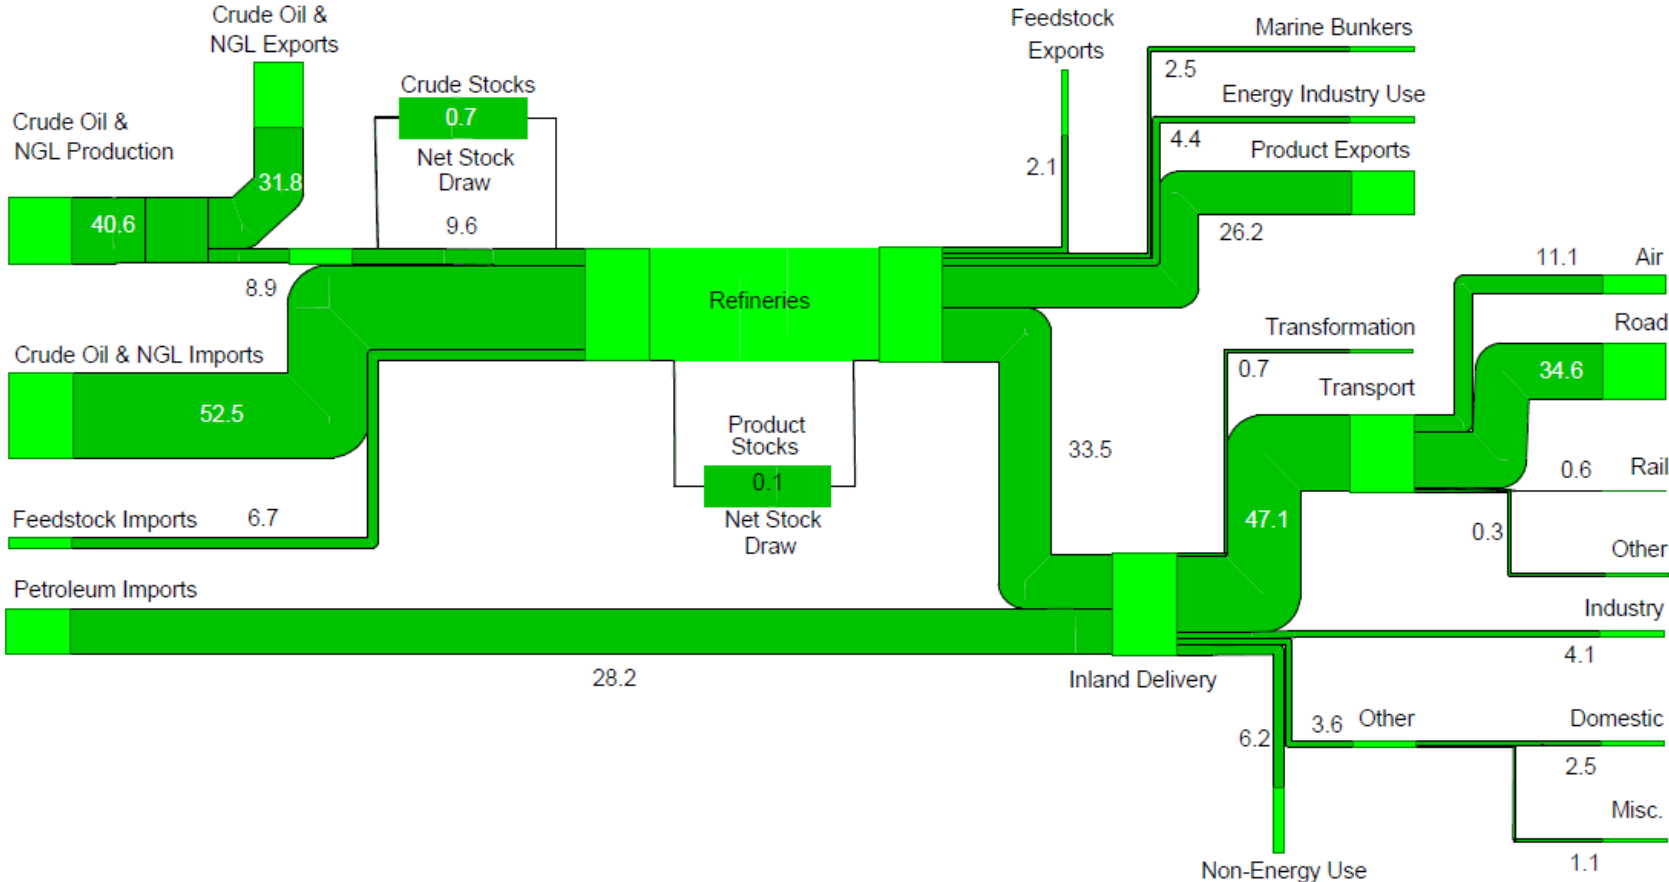 Crude Oil &
NGL Exports
Feedstock
Exports
Marine Bunkers
2.5
Energy Industry Use
4.4
Product Exports
26.2
Crude Stocks
0.7
Net Stock
Draw
9.6
Crude Oil &
NGL Production
40.6
31.8
8.9
2.1
Refineries
11.1
Air
Road
34.6
Transformation
0.7
Transport
Crude Oil & NGL Imports
52.5
Product
Stocks
0.1
Net Stock
Draw
33.5
47.1
0.6
Rail
0.3
Other
Feedstock Imports
6.7
Petroleum Imports
28.2
Inland Delivery
Industry
4.1
6.2
3.6
Other
Domestic
2.5
Misc.
1.1
Non-Energy Use